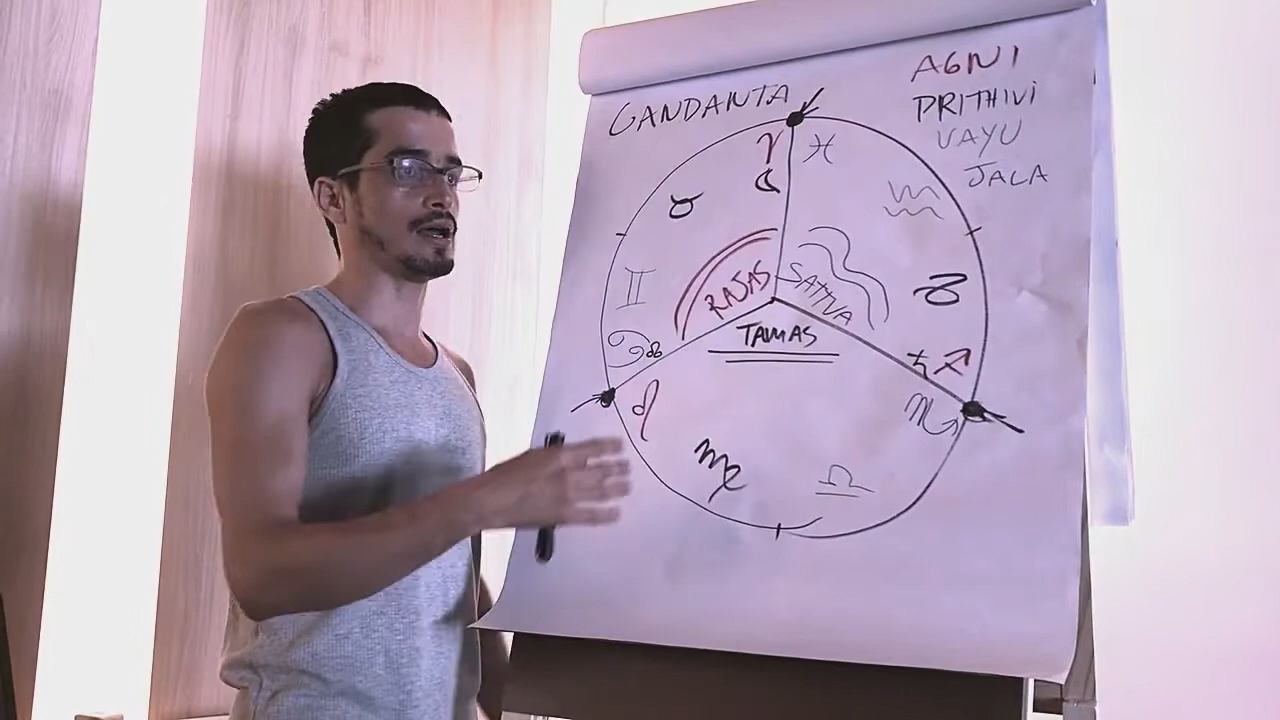 GANDANTA
AGNI
PRITHIVI
VAYU
JALA
♈ ♓
☾
♉ ♒
♊ RAJAS SATTVA ♑
TAMAS
♋ ♄ ♐
♌ ♏
♍ ♎